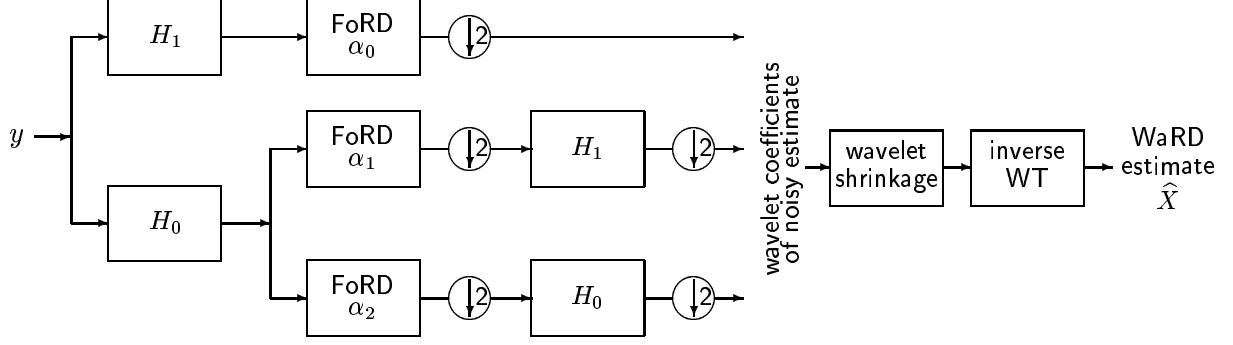 y
H₁
FoRD
α₀
2
H₀
FoRD
α₁
2
H₁
2
FoRD
α₂
2
H₀
2
wavelet coefficients
of noisy estimate
wavelet
shrinkage
inverse
WT
WaRD
estimate
X̂